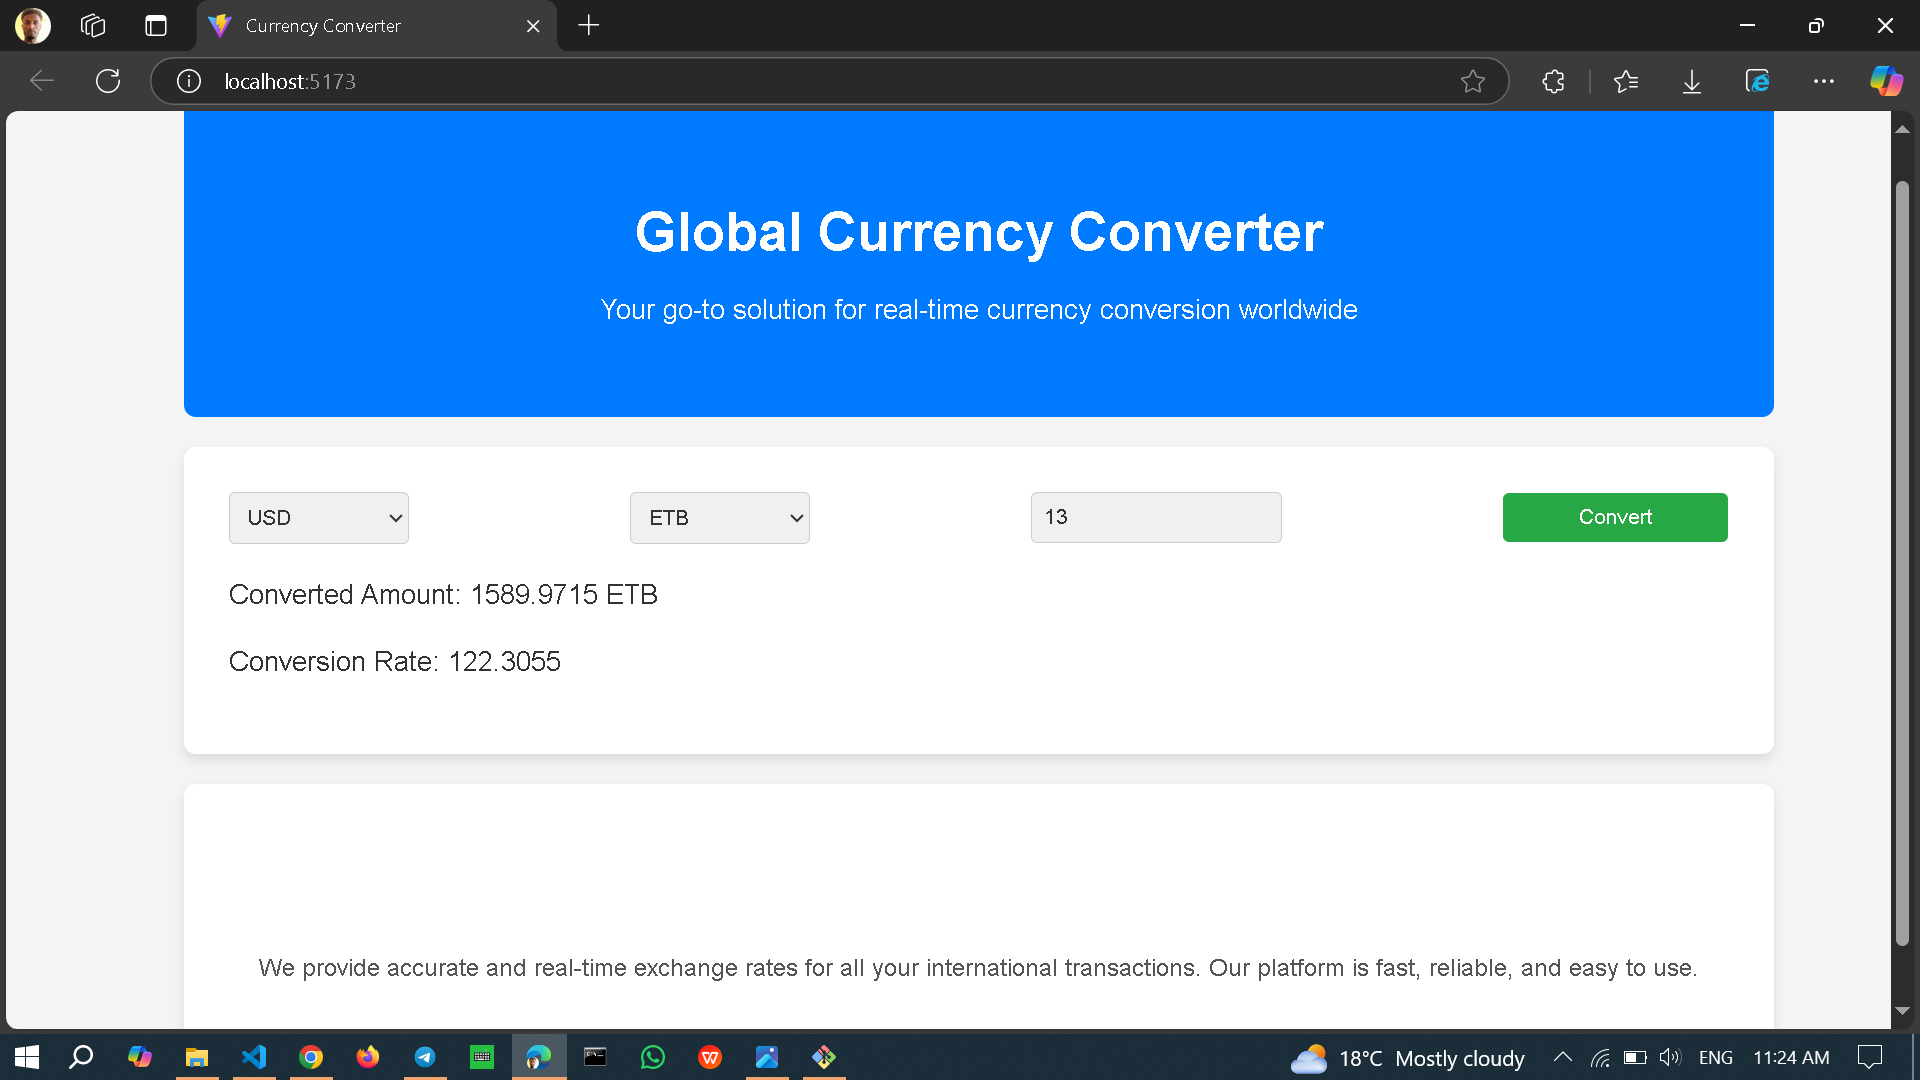 Currency Converter
localhost:5173
Global Currency Converter
Your go-to solution for real-time currency conversion worldwide
USD
ETB
13
Convert
Converted Amount: 1589.9715 ETB
Conversion Rate: 122.3055
We provide accurate and real-time exchange rates for all your international transactions. Our platform is fast, reliable, and easy to use.
18°C Mostly cloudy
ENG
11:24 AM